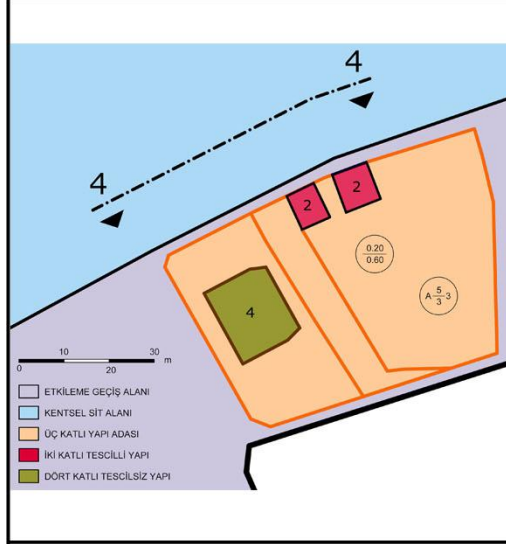 4
4
2
2
0.20
0.60
A 5 3
3
4
10 30
0 20 m
ETKİLEME GEÇİŞ ALANI
KENTSEL SİT ALANI
ÜÇ KATLI YAPI ADASI
İKİ KATLI TESCİLLİ YAPI
DÖRT KATLI TESCİLSİZ YAPI